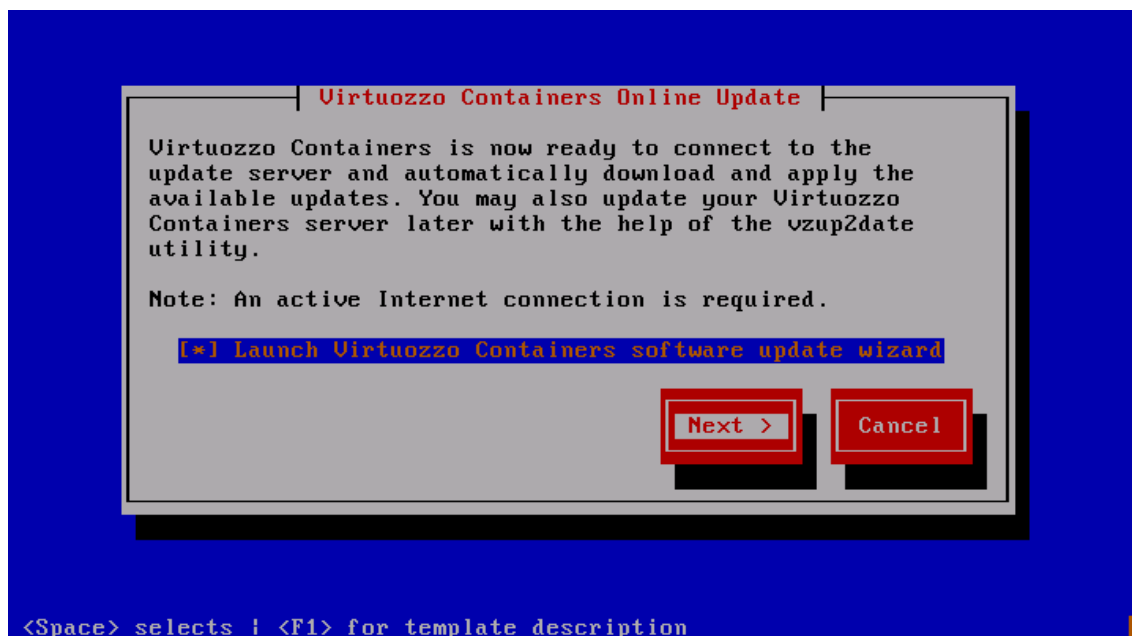 Virtuozzo Containers Online Update
Virtuozzo Containers is now ready to connect to the
update server and automatically download and apply the
available updates. You may also update your Virtuozzo
Containers server later with the help of the vzup2date
utility.
Note: An active Internet connection is required.
[*] Launch Virtuozzo Containers software update wizard
Next > Cancel
<Space> selects | <F1> for template description